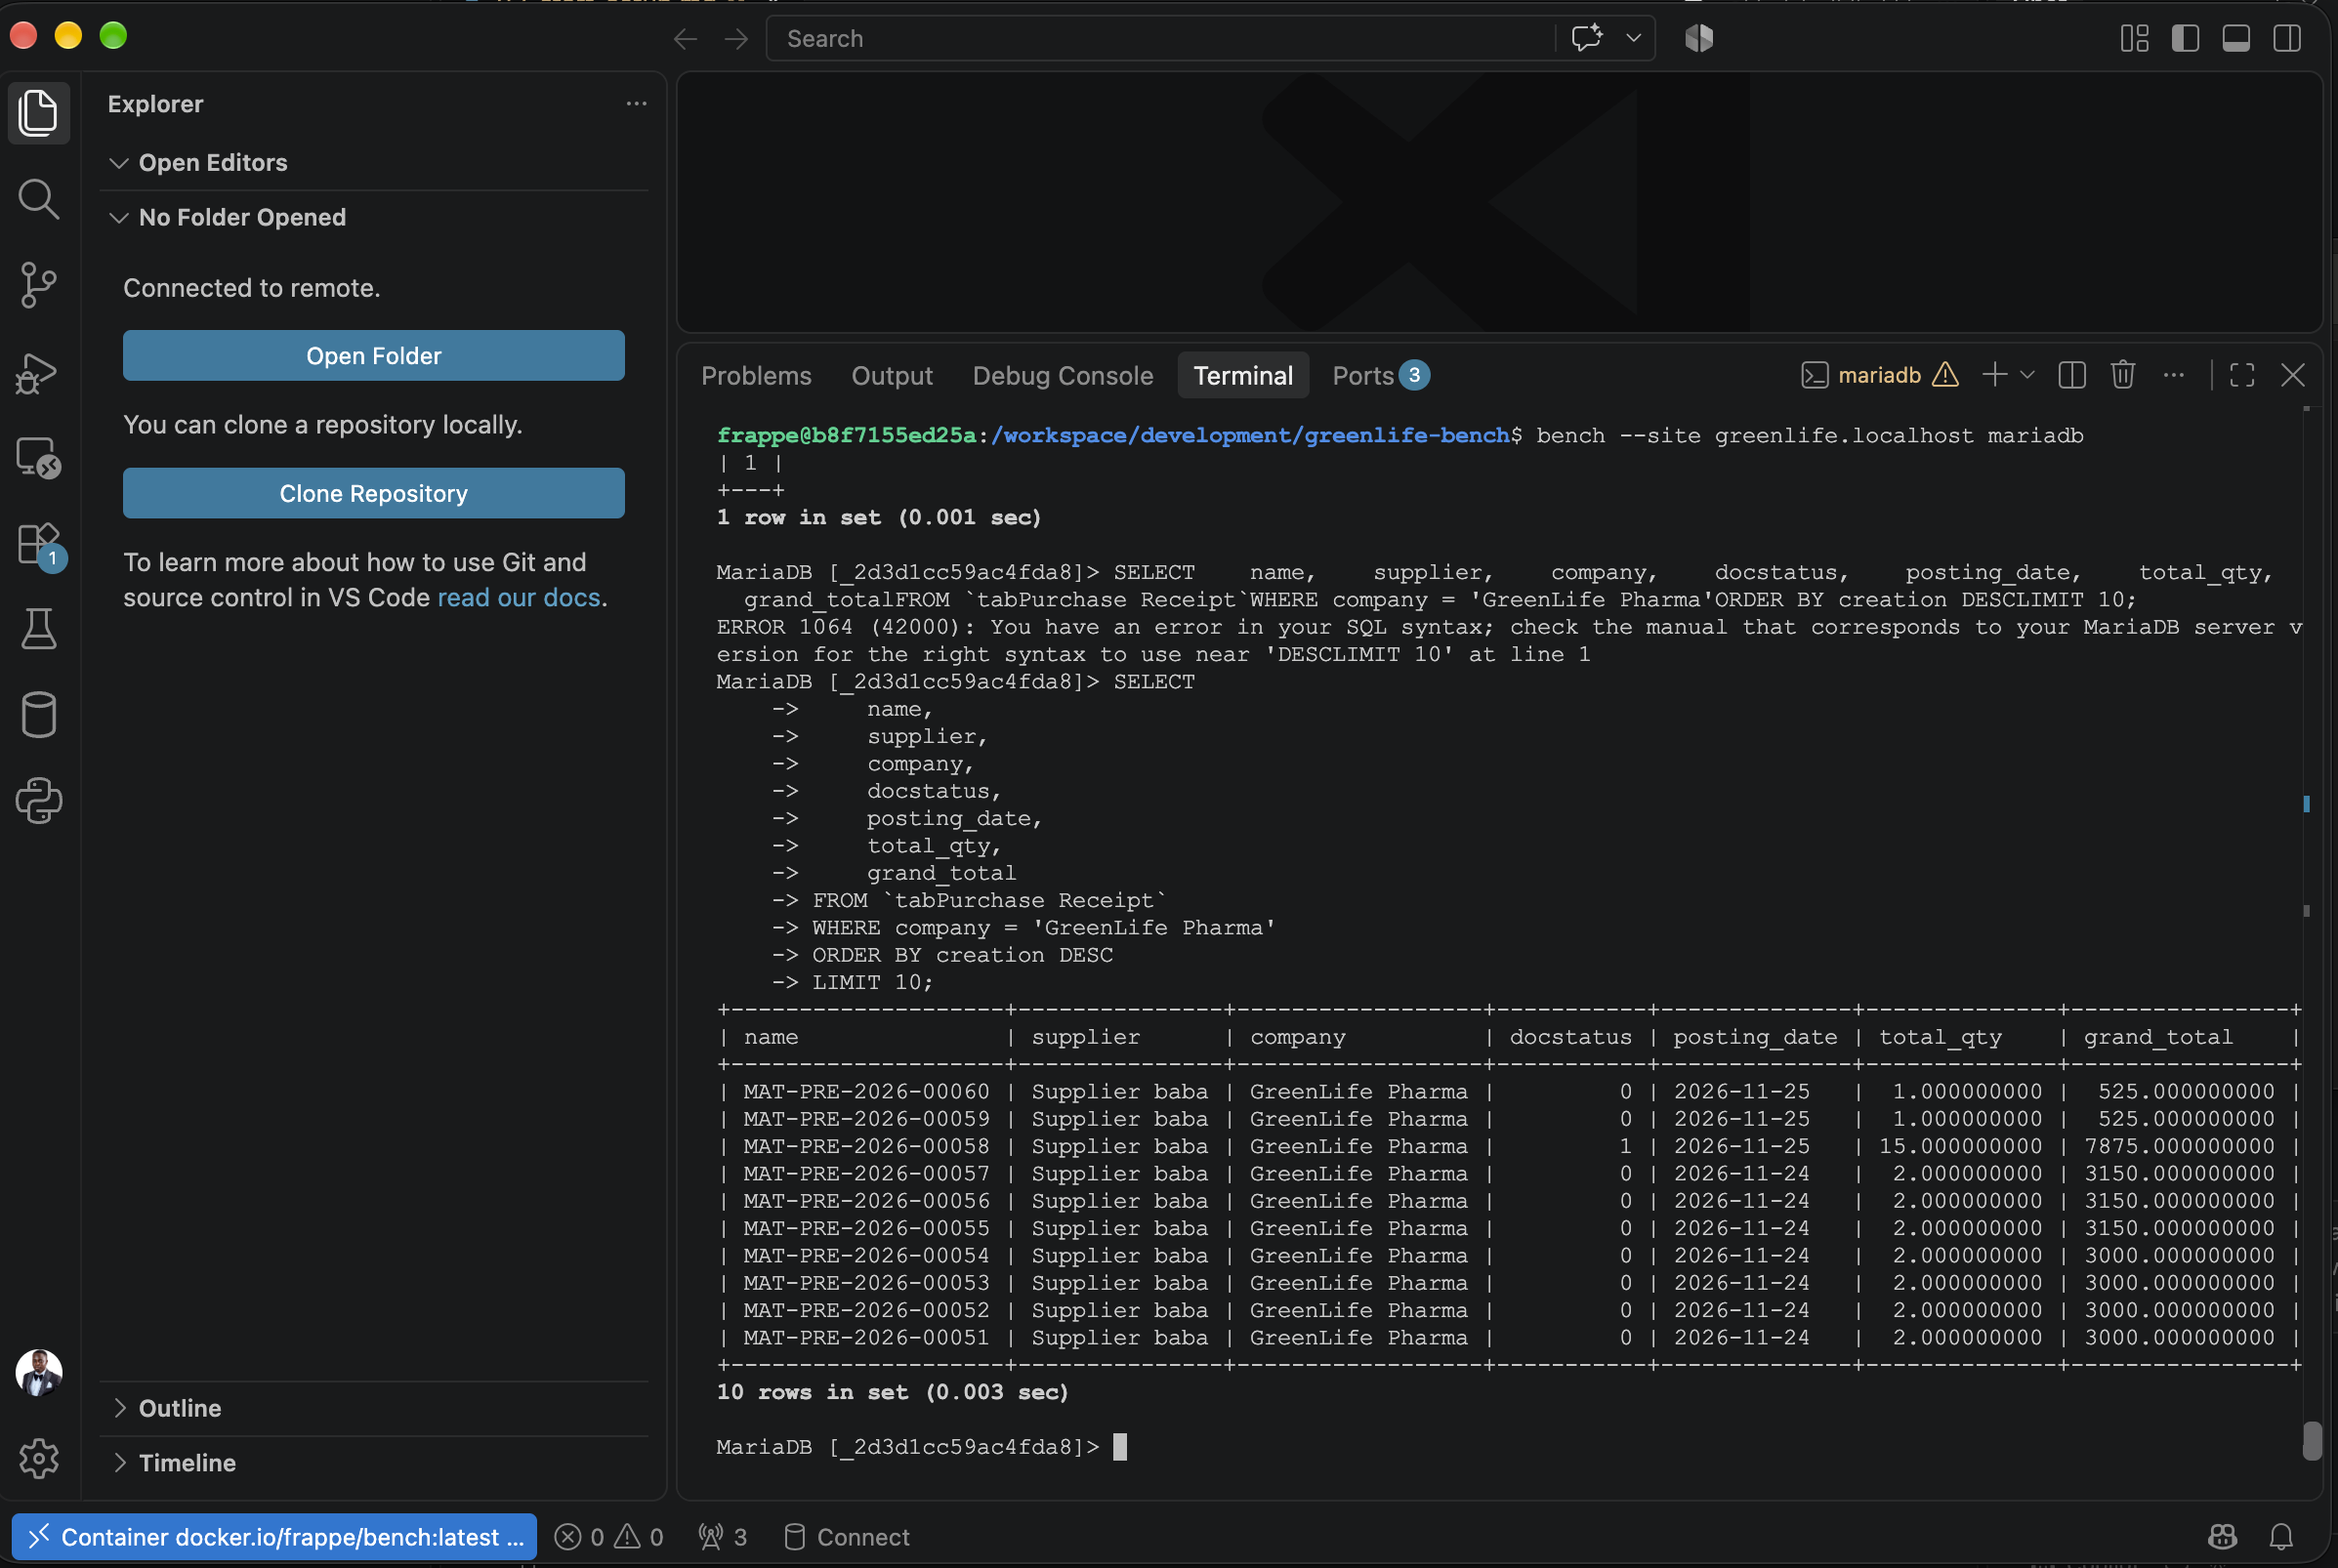 Search
Explorer
Open Editors
No Folder Opened
Connected to remote.
Open Folder
You can clone a repository locally.
Clone Repository
To learn more about how to use Git and
source control in VS Code read our docs.
1
Outline
Timeline
Problems Output Debug Console Terminal Ports 3 mariadb
frappe@b8f7155ed25a:/workspace/development/greenlife-bench$ bench --site greenlife.localhost mariadb
| 1 |
+----+
1 row in set (0.001 sec)
MariaDB [_2d3d1cc59ac4fda8]> SELECT    name,    supplier,    company,    docstatus,    posting_date,    total_qty,
  grand_totalFROM `tabPurchase Receipt`WHERE company = 'GreenLife Pharma'ORDER BY creation DESCLIMIT 10;
ERROR 1064 (42000): You have an error in your SQL syntax; check the manual that corresponds to your MariaDB server v
ersion for the right syntax to use near 'DESCLIMIT 10' at line 1
MariaDB [_2d3d1cc59ac4fda8]> SELECT
    ->     name,
    ->     supplier,
    ->     company,
    ->     docstatus,
    ->     posting_date,
    ->     total_qty,
    ->     grand_total
    -> FROM `tabPurchase Receipt`
    -> WHERE company = 'GreenLife Pharma'
    -> ORDER BY creation DESC
    -> LIMIT 10;
+---------------------+---------------+------------------+-----------+--------------+--------------+----------------+
| name                | supplier      | company          | docstatus | posting_date | total_qty    | grand_total    |
+---------------------+---------------+------------------+-----------+--------------+--------------+----------------+
| MAT-PRE-2026-00060 | Supplier baba | GreenLife Pharma |         0 | 2026-11-25   |  1.000000000 |  525.000000000 |
| MAT-PRE-2026-00059 | Supplier baba | GreenLife Pharma |         0 | 2026-11-25   |  1.000000000 |  525.000000000 |
| MAT-PRE-2026-00058 | Supplier baba | GreenLife Pharma |         1 | 2026-11-25   | 15.000000000 | 7875.000000000 |
| MAT-PRE-2026-00057 | Supplier baba | GreenLife Pharma |         0 | 2026-11-24   |  2.000000000 | 3150.000000000 |
| MAT-PRE-2026-00056 | Supplier baba | GreenLife Pharma |         0 | 2026-11-24   |  2.000000000 | 3150.000000000 |
| MAT-PRE-2026-00055 | Supplier baba | GreenLife Pharma |         0 | 2026-11-24   |  2.000000000 | 3150.000000000 |
| MAT-PRE-2026-00054 | Supplier baba | GreenLife Pharma |         0 | 2026-11-24   |  2.000000000 | 3000.000000000 |
| MAT-PRE-2026-00053 | Supplier baba | GreenLife Pharma |         0 | 2026-11-24   |  2.000000000 | 3000.000000000 |
| MAT-PRE-2026-00052 | Supplier baba | GreenLife Pharma |         0 | 2026-11-24   |  2.000000000 | 3000.000000000 |
| MAT-PRE-2026-00051 | Supplier baba | GreenLife Pharma |         0 | 2026-11-24   |  2.000000000 | 3000.000000000 |
+---------------------+---------------+------------------+-----------+--------------+--------------+----------------+
10 rows in set (0.003 sec)
MariaDB [_2d3d1cc59ac4fda8]>
Container docker.io/frappe/bench:latest ... 0 0 3 Connect